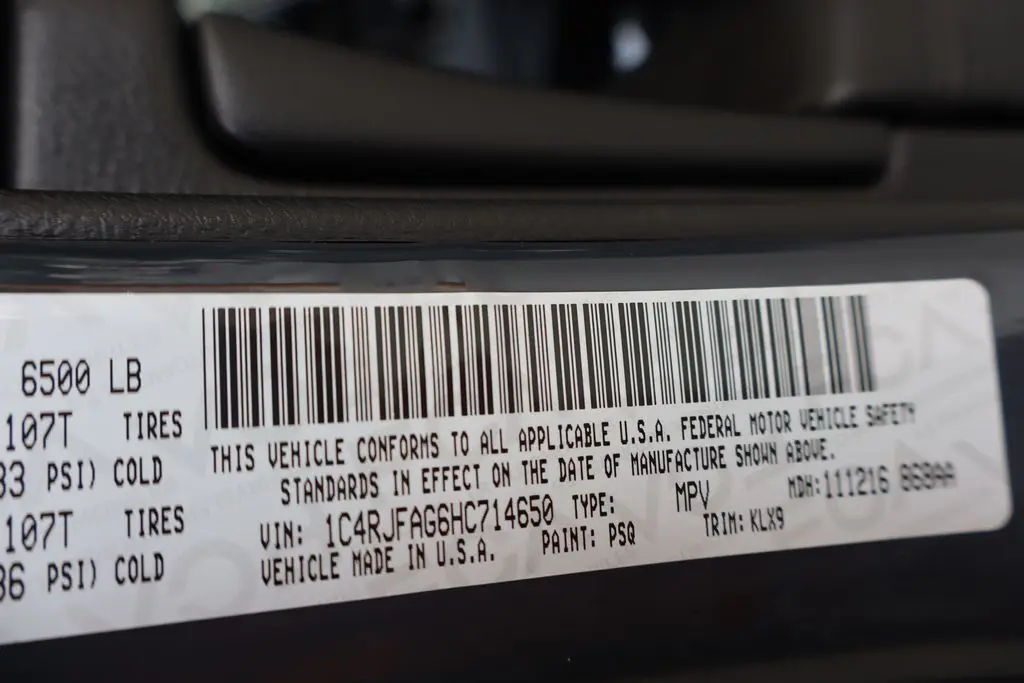 6500 LB
107T TIRES
33 PSI) COLD
107T TIRES
36 PSI) COLD
THIS VEHICLE CONFORMS TO ALL APPLICABLE U.S.A. FEDERAL MOTOR VEHICLE SAFETY
STANDARDS IN EFFECT ON THE DATE OF MANUFACTURE SHOWN ABOVE.
VIN: 1C4RJFAG6HC714650 TYPE: MPV MDH:111216 868AA
VEHICLE MADE IN U.S.A. PAINT: PSQ TRIM: KLX9